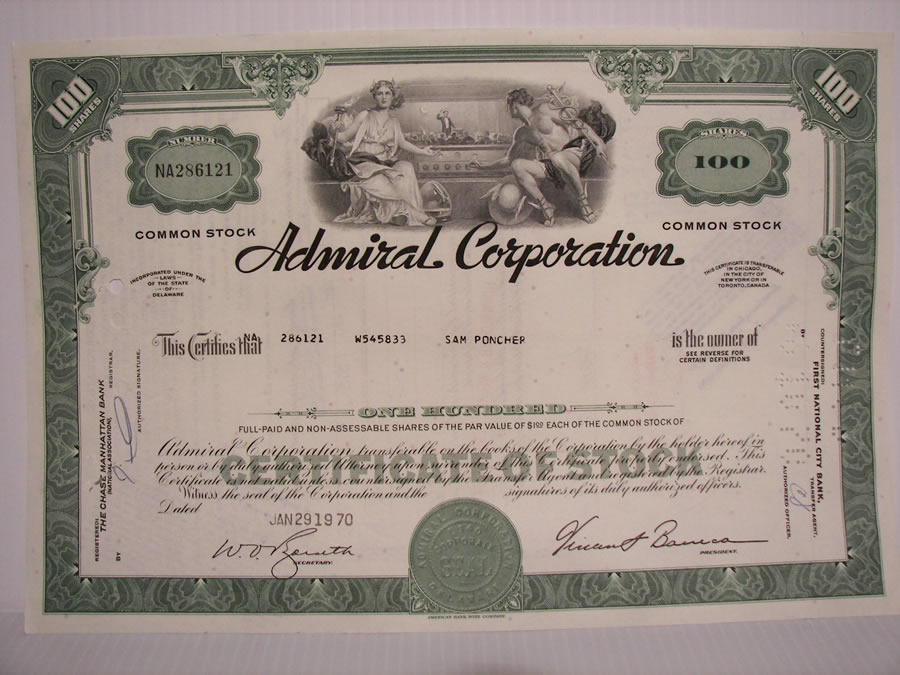 100 SHARES
100 SHARES
NUMBER
NA286121
SHARES
100
COMMON STOCK
COMMON STOCK
Admiral Corporation
INCORPORATED UNDER THE
LAWS
OF THE STATE
OF
DELAWARE
THIS CERTIFICATE IS TRANSFERABLE
IN CHICAGO,
IN THE CITY OF
NEW YORK OR IN
TORONTO, CANADA
This Certifies that
NA 286121 W545833 SAM PONCHER
is the owner of
SEE REVERSE FOR
CERTAIN DEFINITIONS
ONE HUNDRED
FULL-PAID AND NON-ASSESSABLE SHARES OF THE PAR VALUE OF $1.00 EACH OF THE COMMON STOCK OF
Admiral Corporation transferable on the books of the Corporation by the holder hereof in
person or by duly authorized Attorney upon surrender of this Certificate properly endorsed. This
Certificate is not valid unless countersigned by the Transfer Agent and registered by the Registrar.
Witness the seal of the Corporation and the signatures of its duly authorized officers.
Dated
JAN 29 1970
SECRETARY.
PRESIDENT.
AMERICAN BANK NOTE COMPANY.
REGISTERED:
THE CHASE MANHATTAN BANK
(NATIONAL ASSOCIATION),
REGISTRAR,
BY
AUTHORIZED SIGNATURE.
COUNTERSIGNED:
FIRST NATIONAL CITY BANK,
TRANSFER AGENT,
BY
AUTHORIZED OFFICER.